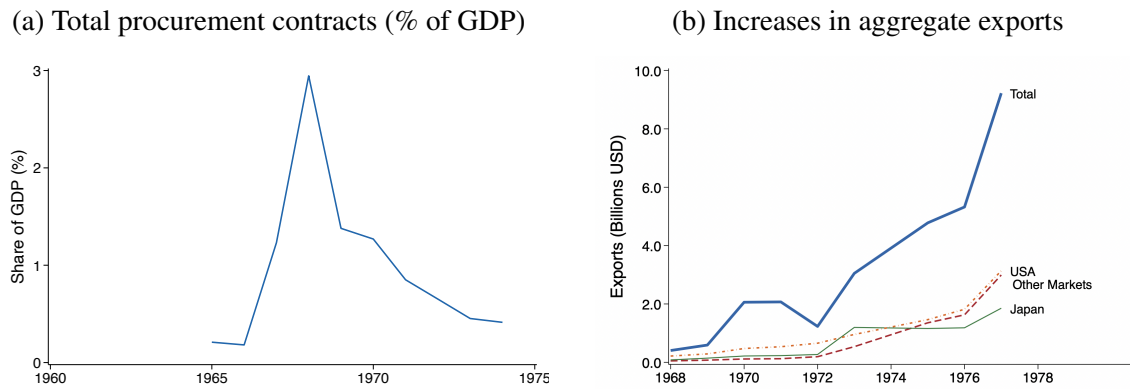 (a) Total procurement contracts (% of GDP)
3
2
1
0
Share of GDP (%)
1960
1965
1970
1975
(b) Increases in aggregate exports
10.0
8.0
6.0
4.0
2.0
0.0
Exports (Billions USD)
Total
USA
Other Markets
Japan
1968
1970
1972
1974
1976
1978